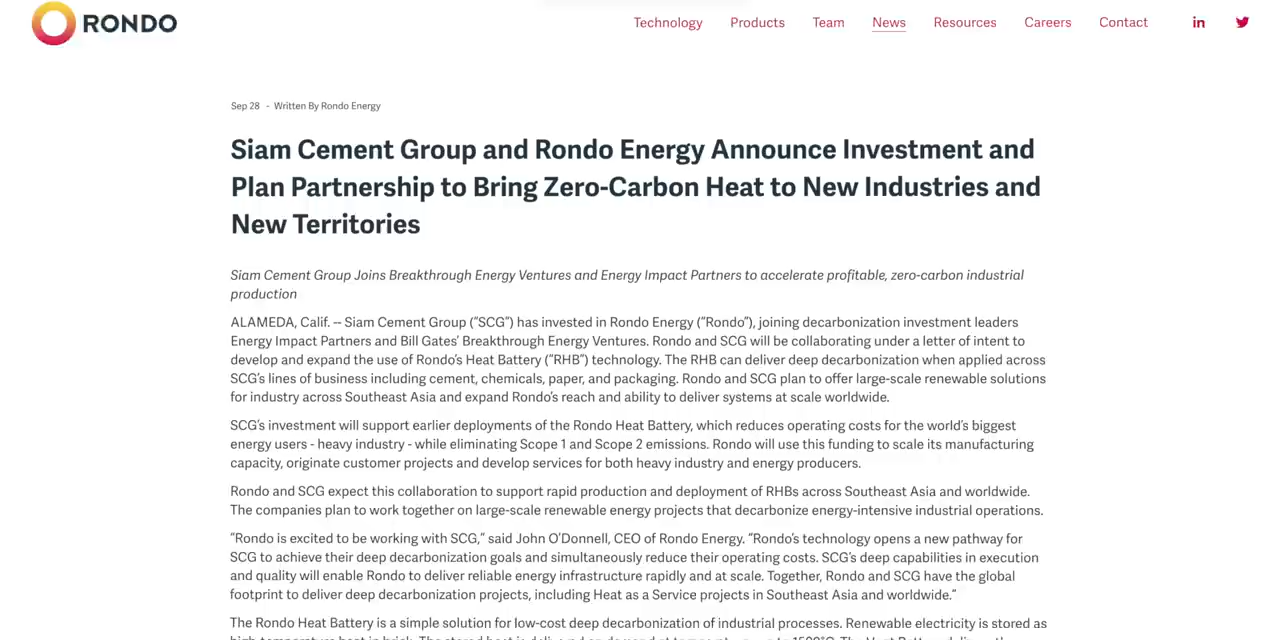 RONDO
Technology Products Team News Resources Careers Contact in
Sep 28 - Written By Rondo Energy
Siam Cement Group and Rondo Energy Announce Investment and
Plan Partnership to Bring Zero-Carbon Heat to New Industries and
New Territories
Siam Cement Group Joins Breakthrough Energy Ventures and Energy Impact Partners to accelerate profitable, zero-carbon industrial
production
ALAMEDA, Calif. -- Siam Cement Group (“SCG”) has invested in Rondo Energy (“Rondo”), joining decarbonization investment leaders
Energy Impact Partners and Bill Gates’ Breakthrough Energy Ventures. Rondo and SCG will be collaborating under a letter of intent to
develop and expand the use of Rondo’s Heat Battery (“RHB”) technology. The RHB can deliver deep decarbonization when applied across
SCG’s lines of business including cement, chemicals, paper, and packaging. Rondo and SCG plan to offer large-scale renewable solutions
for industry across Southeast Asia and expand Rondo’s reach and ability to deliver systems at scale worldwide.
SCG’s investment will support earlier deployments of the Rondo Heat Battery, which reduces operating costs for the world’s biggest
energy users - heavy industry - while eliminating Scope 1 and Scope 2 emissions. Rondo will use this funding to scale its manufacturing
capacity, originate customer projects and develop services for both heavy industry and energy producers.
Rondo and SCG expect this collaboration to support rapid production and deployment of RHBs across Southeast Asia and worldwide.
The companies plan to work together on large-scale renewable energy projects that decarbonize energy-intensive industrial operations.
“Rondo is excited to be working with SCG,” said John O’Donnell, CEO of Rondo Energy. “Rondo’s technology opens a new pathway for
SCG to achieve their deep decarbonization goals and simultaneously reduce their operating costs. SCG’s deep capabilities in execution
and quality will enable Rondo to deliver reliable energy infrastructure rapidly and at scale. Together, Rondo and SCG have the global
footprint to deliver deep decarbonization projects, including Heat as a Service projects in Southeast Asia and worldwide.”
The Rondo Heat Battery is a simple solution for low-cost deep decarbonization of industrial processes. Renewable electricity is stored as